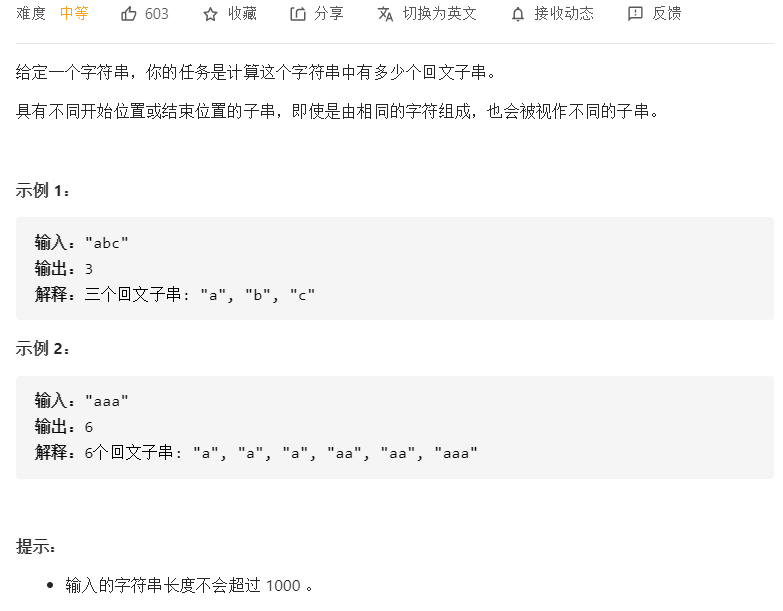 难度 中等 603 收藏 分享 切换为英文 接收动态 反馈
给定一个字符串，你的任务是计算这个字符串中有多少个回文子串。
具有不同开始位置或结束位置的子串，即使是由相同的字符组成，也会被视作不同的子串。
示例 1：
输入："abc"
输出：3
解释：三个回文子串: "a", "b", "c"
示例 2：
输入："aaa"
输出：6
解释：6个回文子串: "a", "a", "a", "aa", "aa", "aaa"
提示：
• 输入的字符串长度不会超过 1000 。